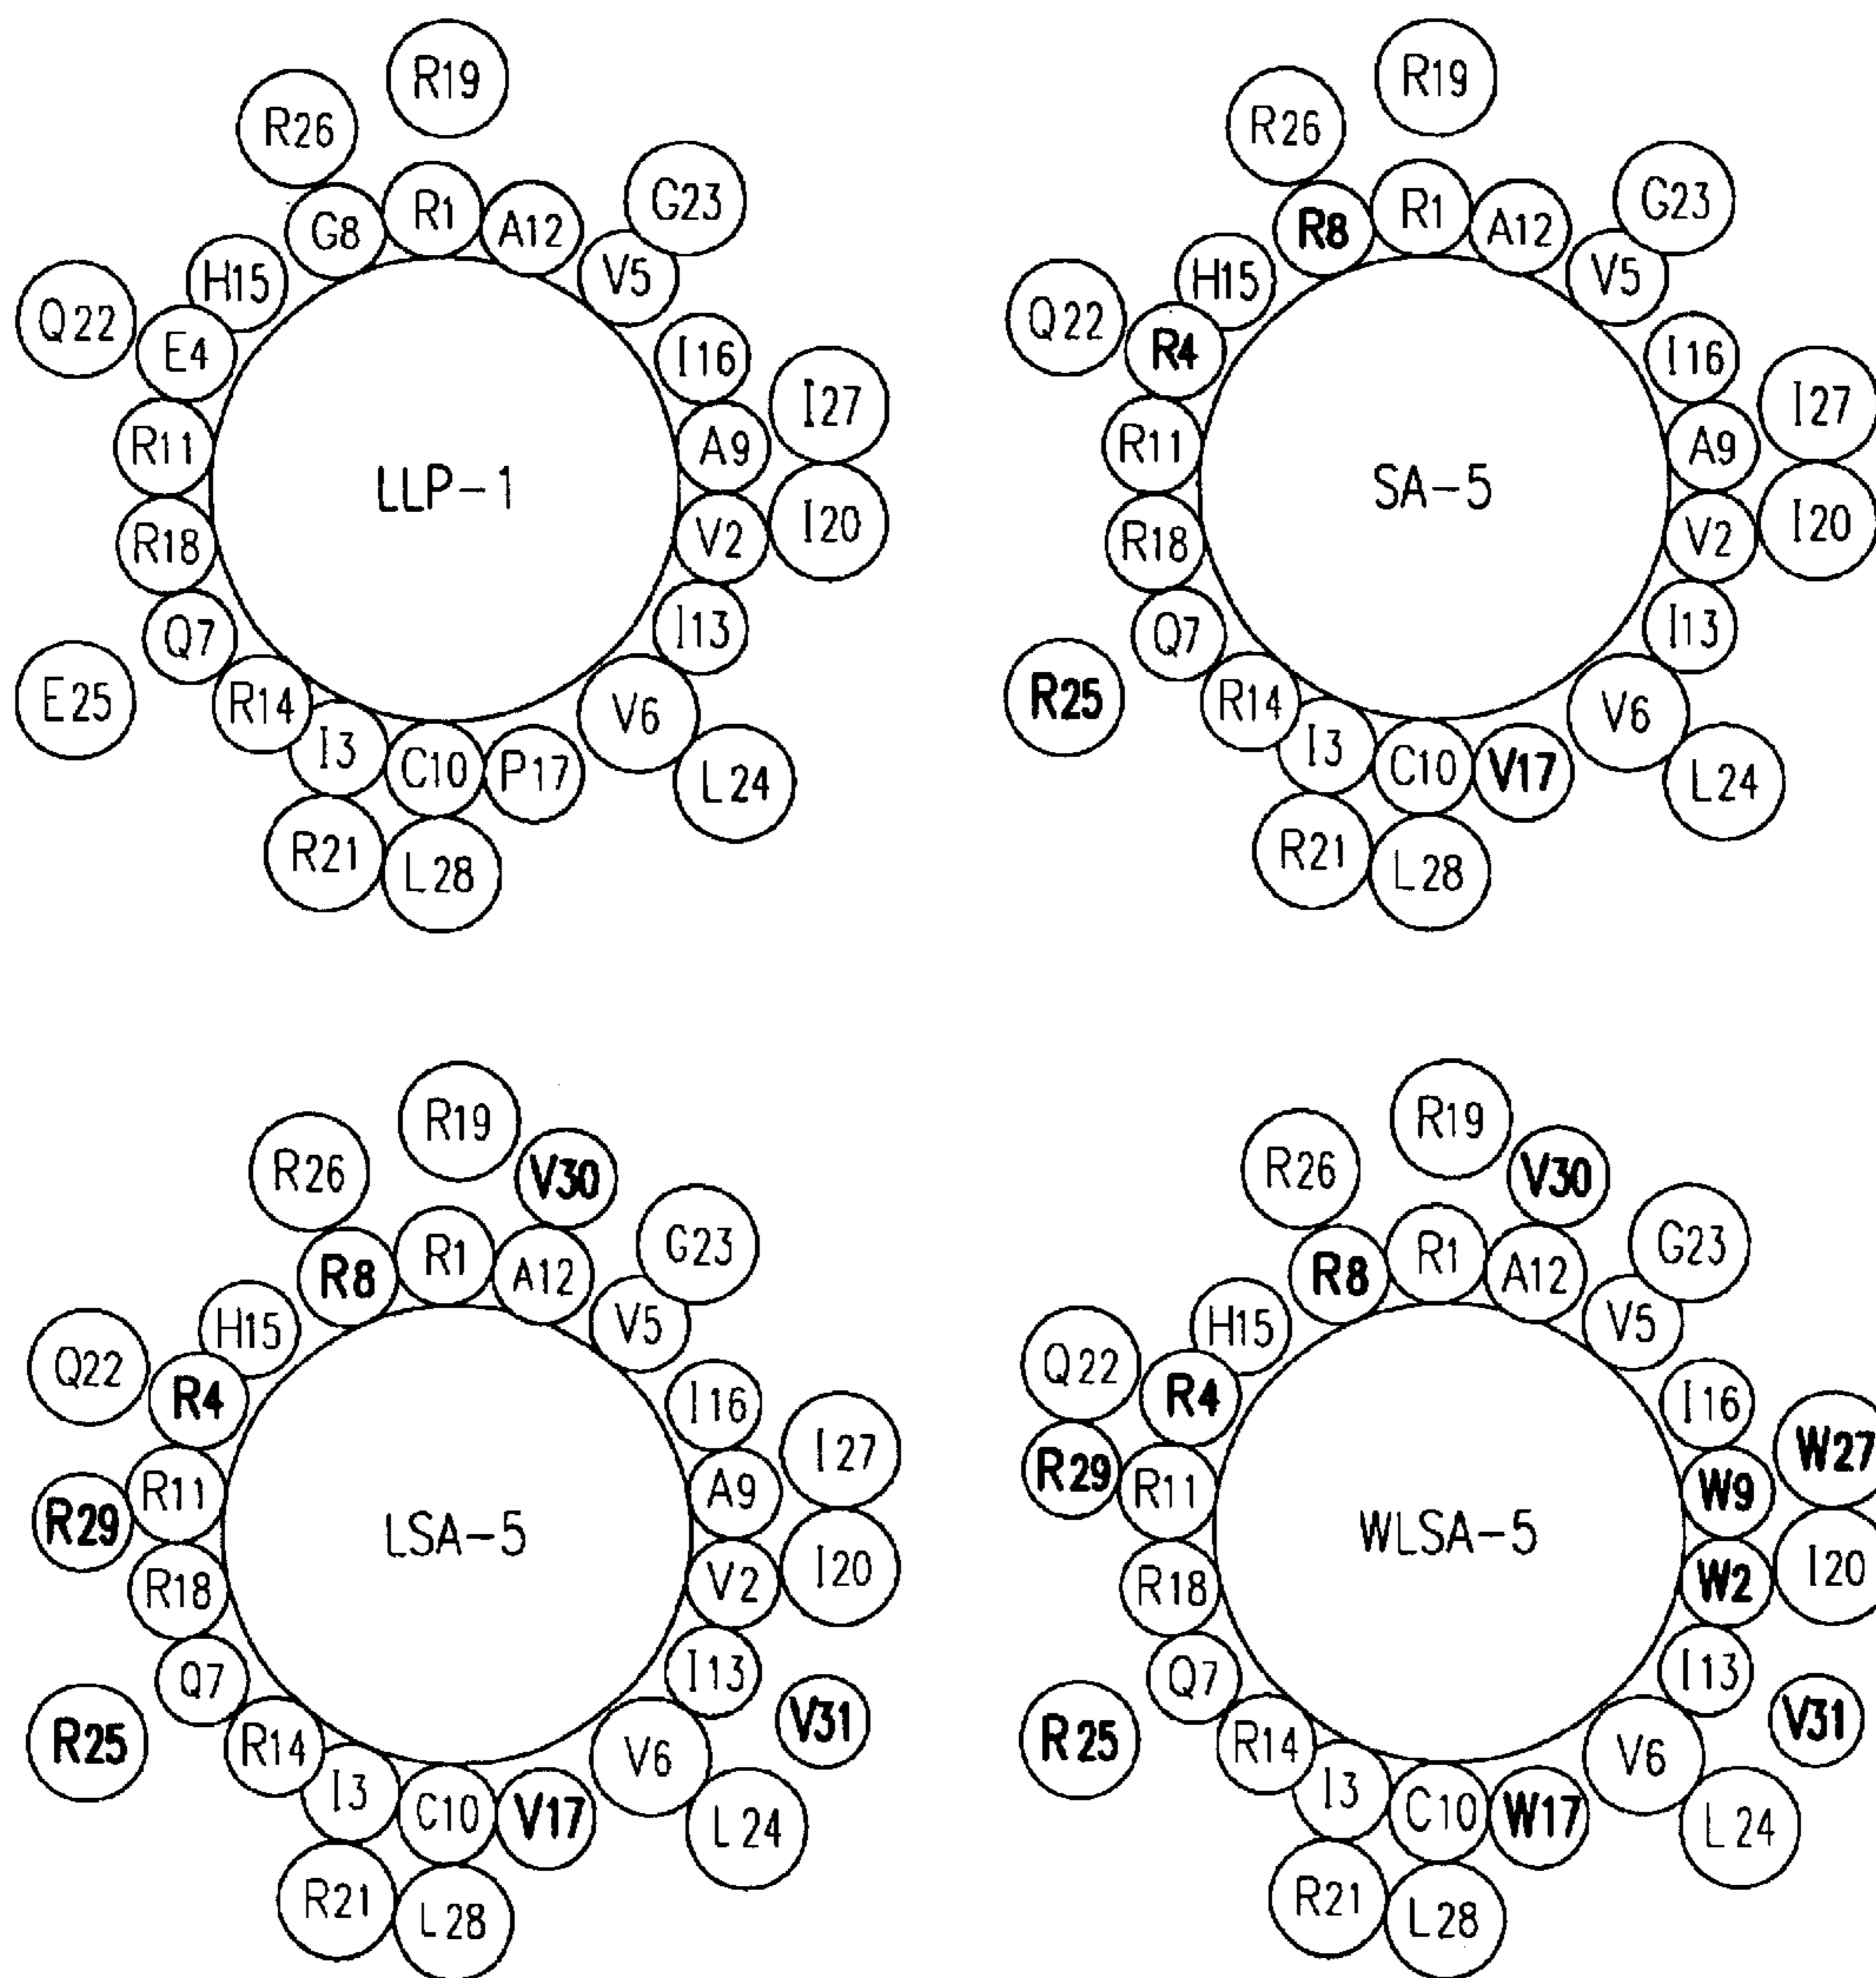 R19
R26
G8
R1
A12
G23
V5
H15
Q22
E4
I16
I27
R11
A9
LLP-1
R18
V2
I20
Q7
I13
E25
R14
I3
C10
P17
V6
L24
R21
L28
R19
R26
R8
R1
A12
G23
V5
H15
Q22
R4
I16
I27
R11
A9
SA-5
R18
V2
I20
Q7
I13
R25
R14
I3
C10
V17
V6
L24
R21
L28
R19
V30
R26
R8
R1
A12
G23
V5
H15
Q22
R4
I16
I27
R11
A9
R29
LSA-5
R18
V2
I20
Q7
I13
V31
R25
R14
I3
C10
V17
V6
L24
R21
L28
R19
V30
R26
R8
R1
A12
G23
V5
H15
Q22
R4
I16
W27
R29
R11
W9
WLSA-5
R18
W2
I20
Q7
I13
V31
R25
R14
I3
C10
W17
V6
L24
R21
L28